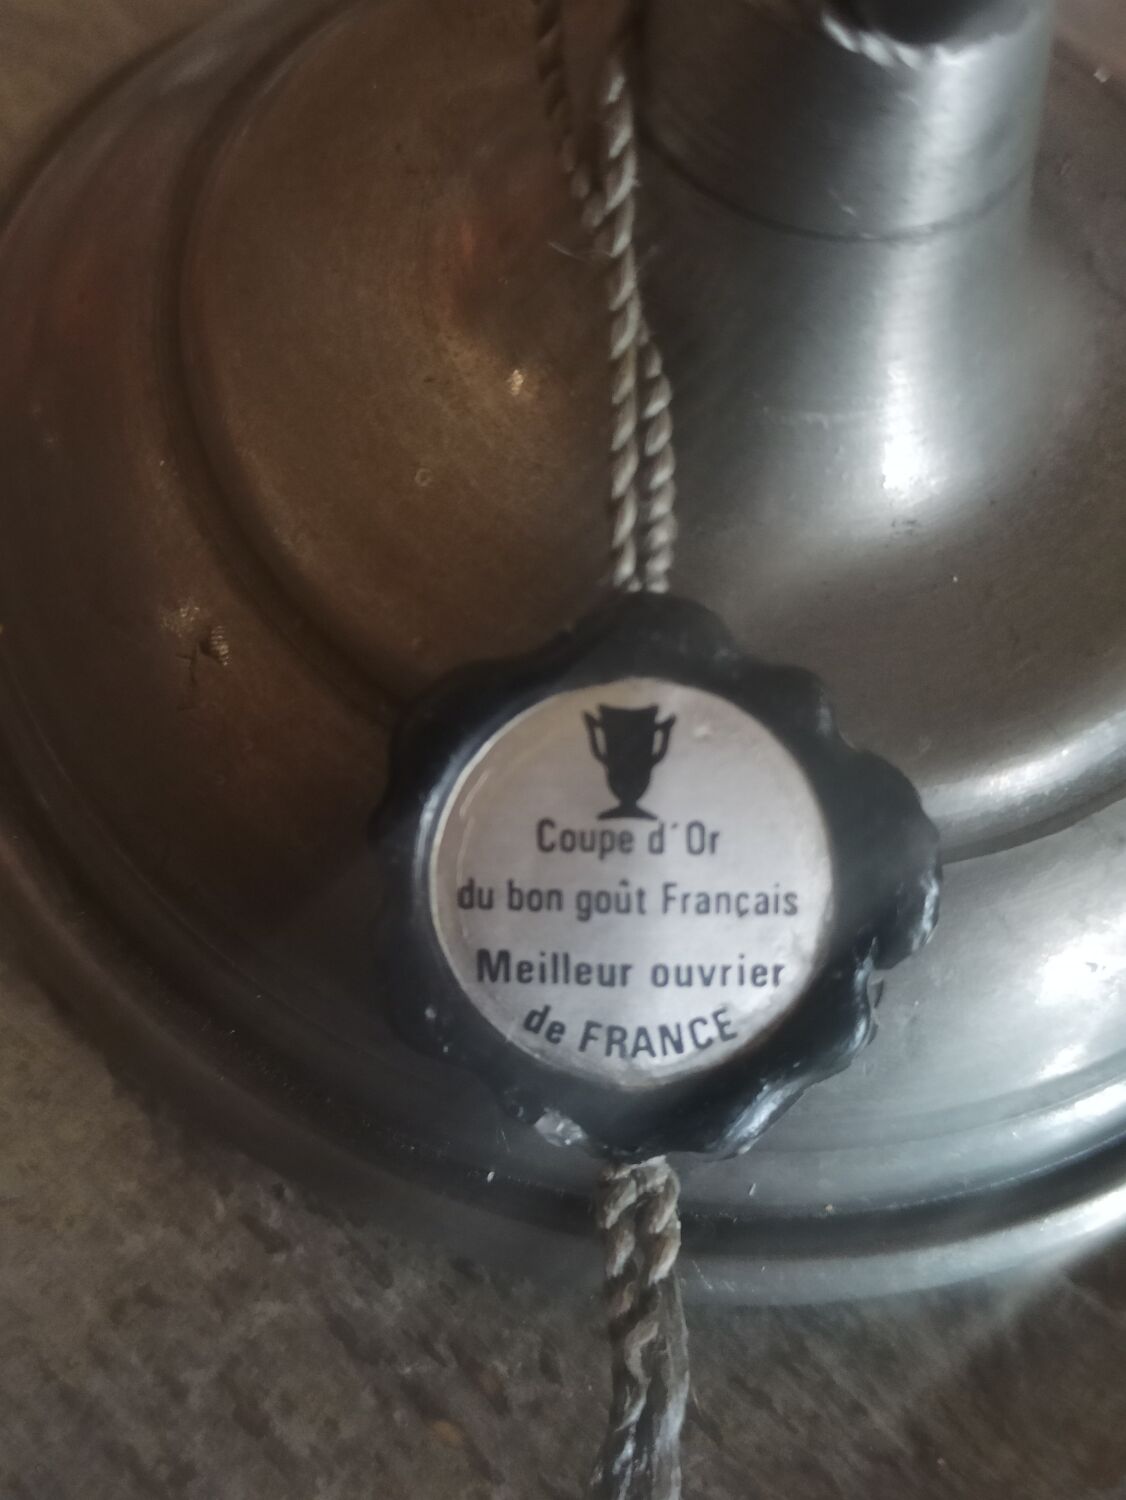 Coupe d'Or
du bon goût Français
Meilleur ouvrier
de FRANCE